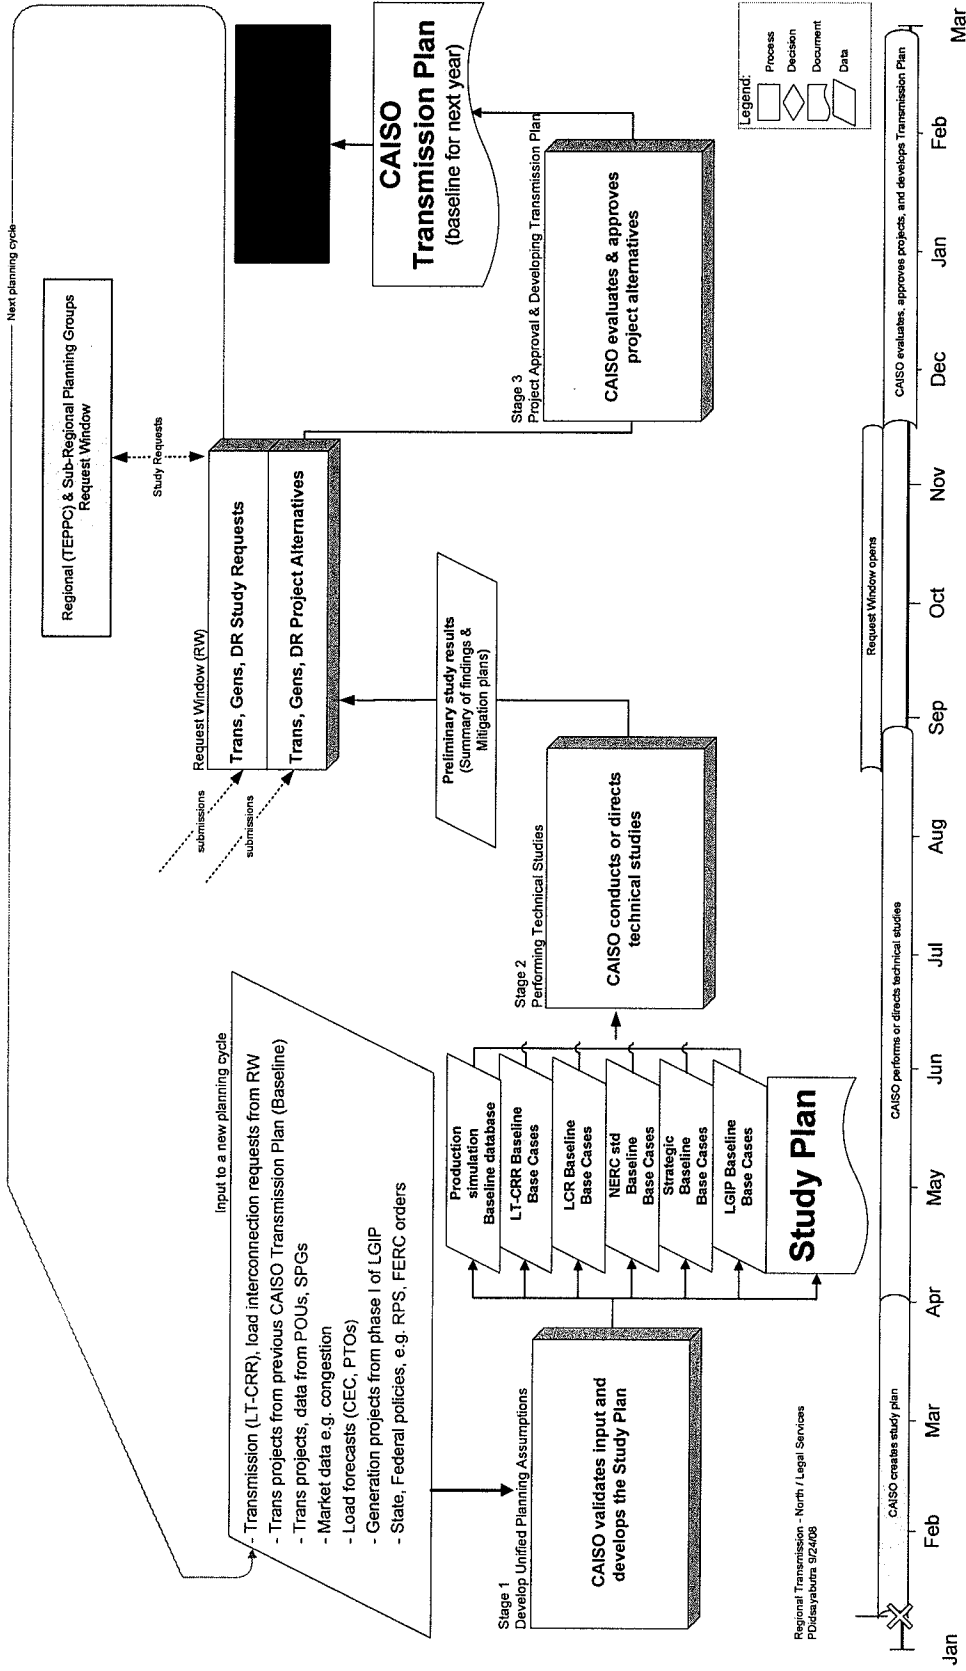 Next planning cycle
Regional (TEPPC) & Sub-Regional Planning Groups
Request Window
Study Requests
Request Window (RW)
Trans, Gens, DR Study Requests
Trans, Gens, DR Project Alternatives
submissions
submissions
Input to a new planning cycle
- Transmission (LT-CRR), load interconnection requests from RW
- Trans projects from previous CAISO Transmission Plan (Baseline)
- Trans projects, data from POUs, SPGs
- Market data e.g. congestion
- Load forecasts (CEC, PTOs)
- Generation projects from phase I of LGIP
- State, Federal policies, e.g. RPS, FERC orders
Stage 1
Develop Unified Planning Assumptions
CAISO validates input and
develops the Study Plan
Production
simulation
Baseline database
LT-CRR Baseline
Base Cases
LCR Baseline
Base Cases
NERC std
Baseline
Base Cases
Strategic
Baseline
Base Cases
LGIP Baseline
Base Cases
Study Plan
Stage 2
Performing Technical Studies
CAISO conducts or directs
technical studies
Preliminary study results
(Summary of findings &
Mitigation plans)
Stage 3
Project Approval & Developing Transmission Plan
CAISO evaluates & approves
project alternatives
CAISO
Transmission Plan
(baseline for next year)
Legend:
Process
Decision
Document
Data
Regional Transmission - North / Legal Services
PDidsayabutra 9/24/08
Request Window opens
CAISO creates study plan
CAISO performs or directs technical studies
CAISO evaluates, approves projects, and develops Transmission Plan
Jan
Feb
Mar
Apr
May
Jun
Jul
Aug
Sep
Oct
Nov
Dec
Jan
Feb
Mar